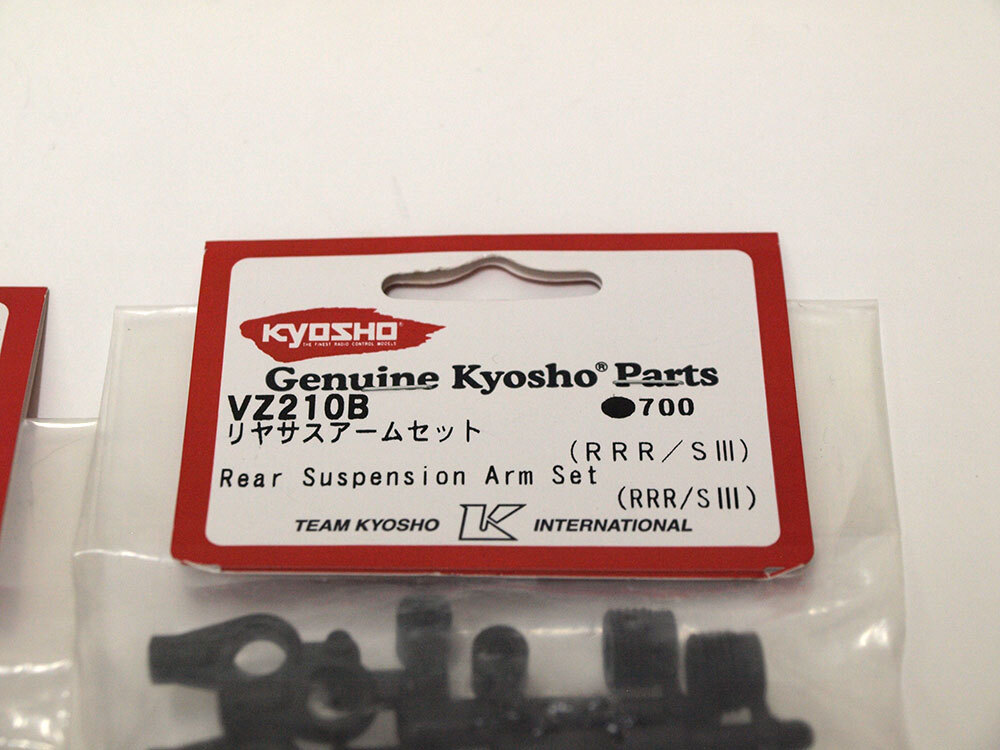 KYOSHO®
THE FINEST RADIO CONTROL MODELS
Genuine Kyosho® Parts
VZ210B ●700
リヤサスアームセット
(RRR/SⅢ)
Rear Suspension Arm Set
(RRR/SⅢ)
TEAM KYOSHO K INTERNATIONAL